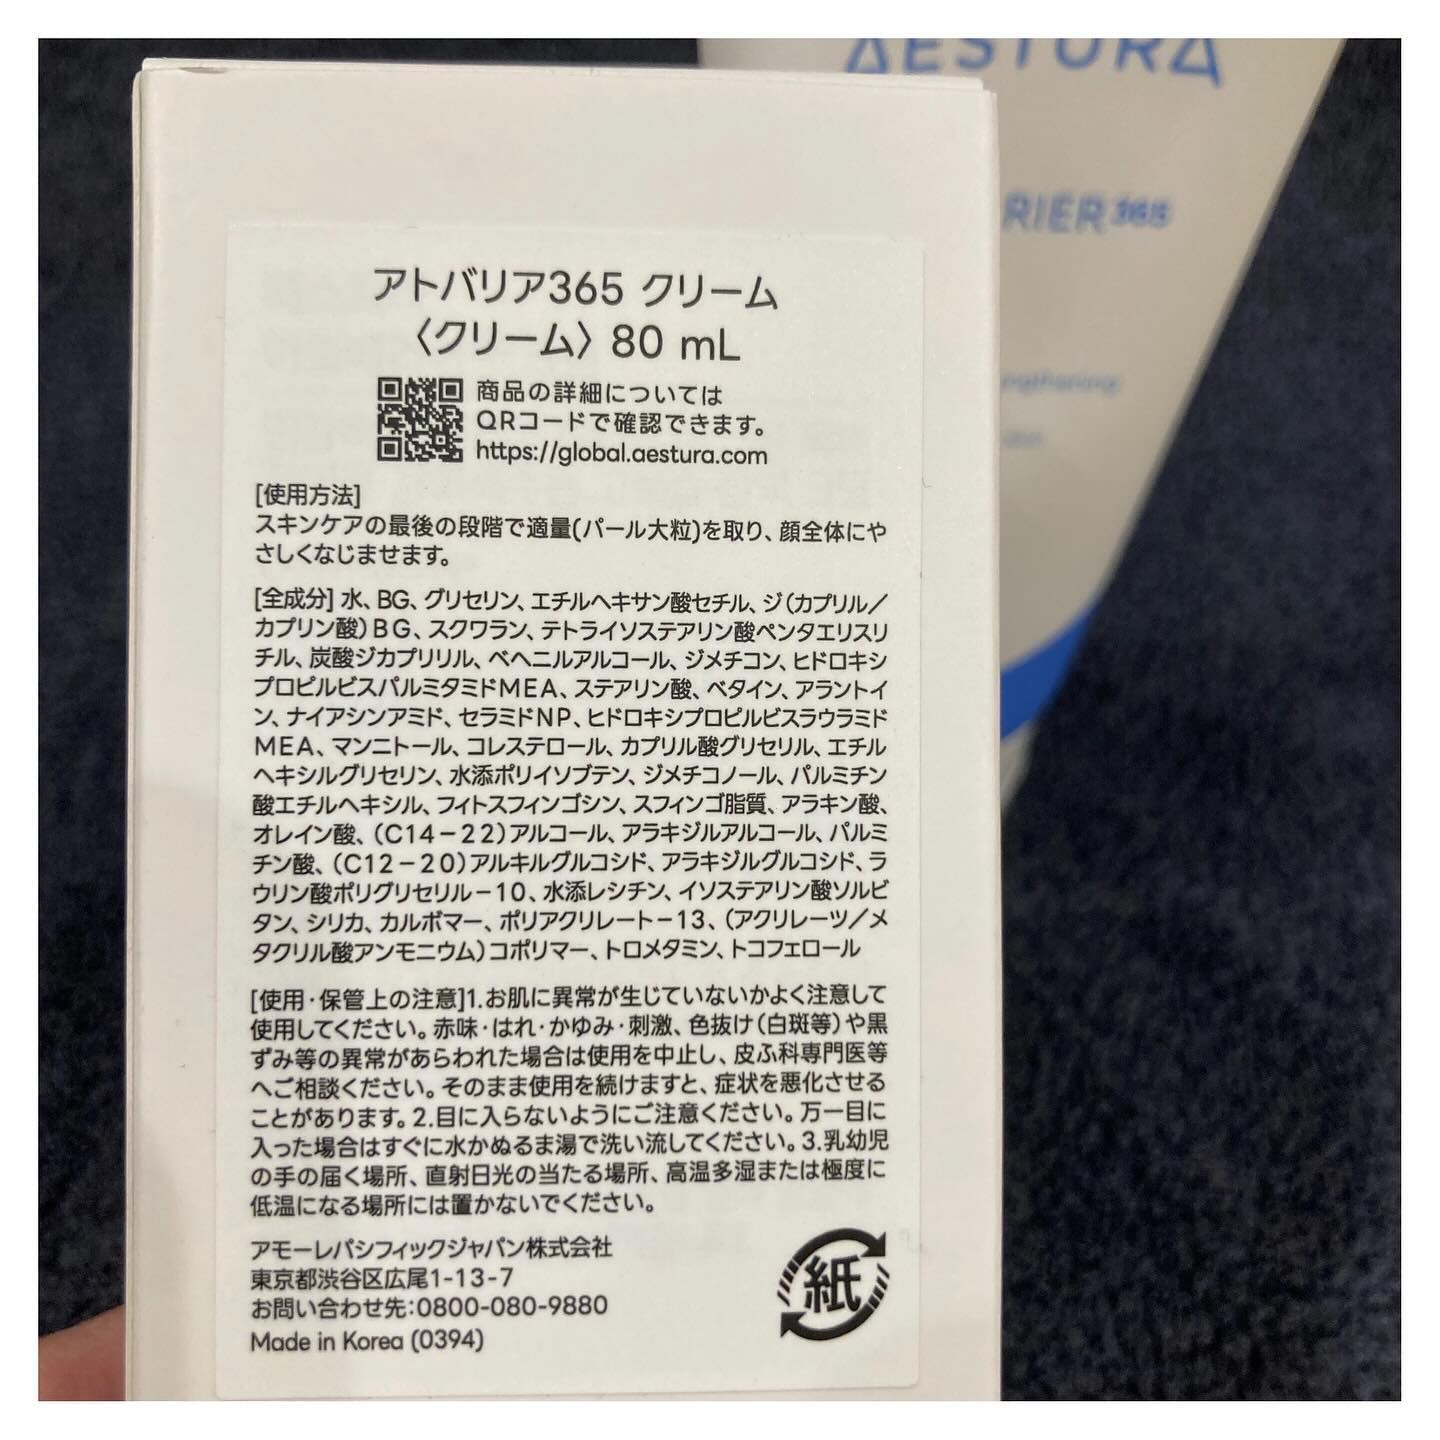 AESTURA
RIER365
アトバリア365 クリーム
〈クリーム〉 80 mL
商品の詳細については
QRコードで確認できます。
https://global.aestura.com
[使用方法]
スキンケアの最後の段階で適量(パール大粒)を取り、顔全体にや
さしくなじませます。
[全成分] 水、BG、グリセリン、エチルヘキサン酸セチル、ジ(カプリル/
カプリン酸)BG、スクワラン、テトライソステアリン酸ペンタエリスリ
チル、炭酸ジカプリリル、ベヘニルアルコール、ジメチコン、ヒドロキシ
プロピルビスパルミタミドMEA、ステアリン酸、ベタイン、アラントイ
ン、ナイアシンアミド、セラミドNP、ヒドロキシプロピルビスラウラミド
MEA、マンニトール、コレステロール、カプリル酸グリセリル、エチル
ヘキシルグリセリン、水添ポリイソブテン、ジメチコノール、パルミチン
酸エチルヘキシル、フィトスフィンゴシン、スフィンゴ脂質、アラキン酸、
オレイン酸、(C14-22)アルコール、アラキジルアルコール、パルミ
チン酸、(C12-20)アルキルグルコシド、アラキジルグルコシド、ラ
ウリン酸ポリグリセリル-10、水添レシチン、イソステアリン酸ソルビ
タン、シリカ、カルボマー、ポリアクリレート-13、(アクリレーツ/メ
タクリル酸アンモニウム)コポリマー、トロメタミン、トコフェロール
[使用・保管上の注意]1.お肌に異常が生じていないかよく注意して
使用してください。赤味・はれ・かゆみ・刺激、色抜け(白斑等)や黒
ずみ等の異常があらわれた場合は使用を中止し、皮ふ科専門医等
へご相談ください。そのまま使用を続けますと、症状を悪化させる
ことがあります。2.目に入らないようにご注意ください。万一目に
入った場合はすぐに水かぬるま湯で洗い流してください。3.乳幼児
の手の届く場所、直射日光の当たる場所、高温多湿または極度に
低温になる場所には置かないでください。
アモーレパシフィックジャパン株式会社
東京都渋谷区広尾1-13-7
お問い合わせ先:0800-080-9880
Made in Korea (0394)
紙